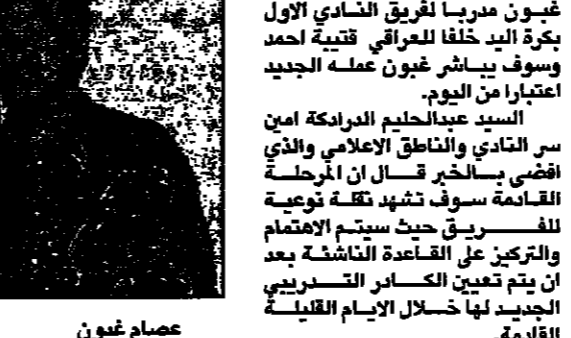 غبون مدربا لفريق النادي الاول
بكرة اليد خلفا للعراقي قتيبة احمد
وسوف يباشر غبون عمله الجديد
اعتبارا من اليوم.
السيد عبدالحليم الدرادكة امين
سر النادي والناطق الاعلامي والذي
افضى بالخبر قال ان المرحلة
القادمة سوف تشهد نقلة نوعية
للفريق حيث سيتم الاهتمام
والتركيز على القاعدة الناشئة بعد
ان يتم تعيين الكادر التدريبي
الجديد لها خلال الايام القليلة
القادمة.
عصام غبون